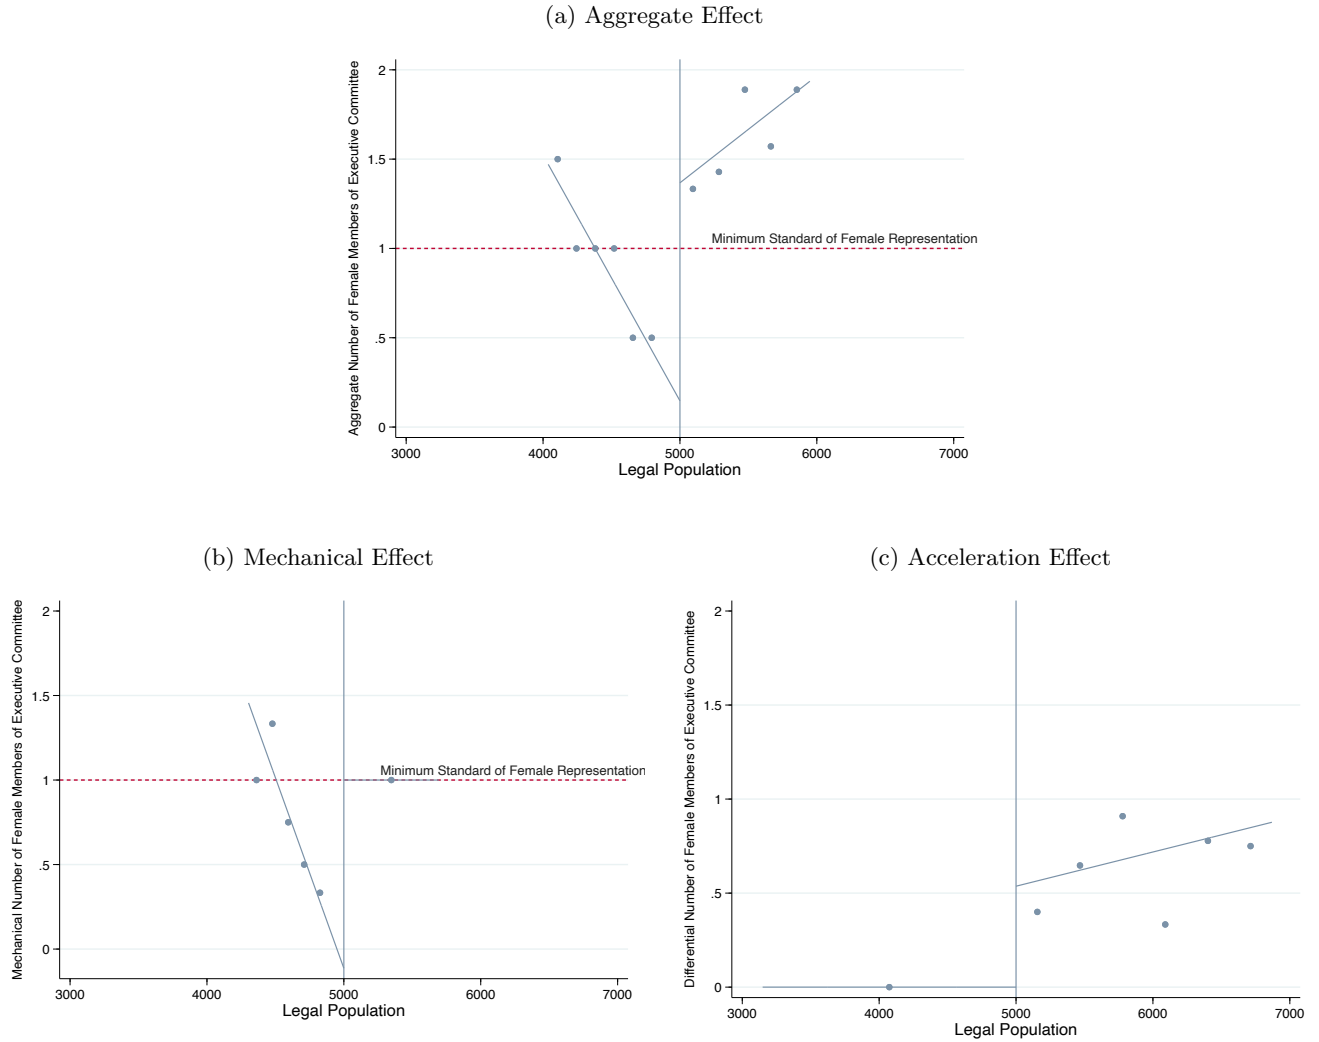 (a) Aggregate Effect
Aggregate Number of Female Members of Executive Committee
2
1.5
1
.5
0
Minimum Standard of Female Representation
3000 4000 5000 6000 7000
Legal Population
(b) Mechanical Effect
Mechanical Number of Female Members of Executive Committee
2
1.5
1
.5
0
Minimum Standard of Female Representation
3000 4000 5000 6000 7000
Legal Population
(c) Acceleration Effect
Differential Number of Female Members of Executive Committee
2
1.5
1
.5
0
3000 4000 5000 6000 7000
Legal Population